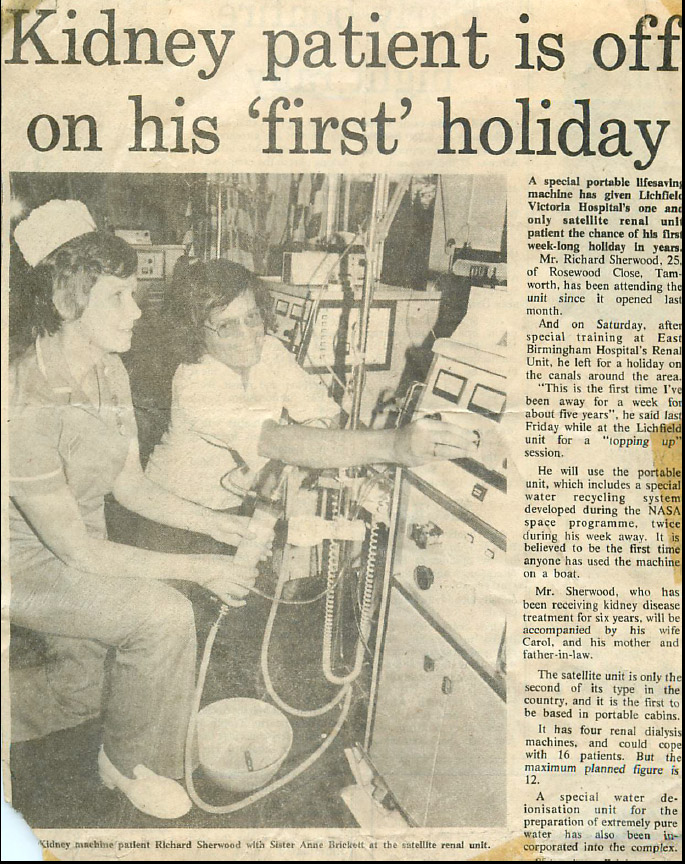 Kidney patient is off
on his ‘first’ holiday
A special portable lifesaving
machine has given Lichfield
Victoria Hospital's one and
only satellite renal unit
patient the chance of his first
week-long holiday in years.
Mr. Richard Sherwood, 25,
of Rosewood Close, Tam-
worth, has been attending the
unit since it opened last
month.
And on Saturday, after
special training at East
Birmingham Hospital's Renal
Unit, he left for a holiday on
the canals around the area.
"This is the first time I've
been away for a week for
about five years", he said last
Friday while at the Lichfield
unit for a "topping up"
session.
He will use the portable
unit, which includes a special
water recycling system
developed during the NASA
space programme, twice
during his week away. It is
believed to be the first time
anyone has used the machine
on a boat.
Mr. Sherwood, who has
been receiving kidney disease
treatment for six years, will be
accompanied by his wife
Carol, and his mother and
father-in-law.
The satellite unit is only the
second of its type in the
country, and it is the first to
be based in portable cabins.
It has four renal dialysis
machines, and could cope
with 16 patients. But the
maximum planned figure is
12.
A special water de-
ionisation unit for the
preparation of extremely pure
water has also been in-
corporated into the complex.
Kidney machine patient Richard Sherwood with Sister Anne Brickett at the satellite renal unit.